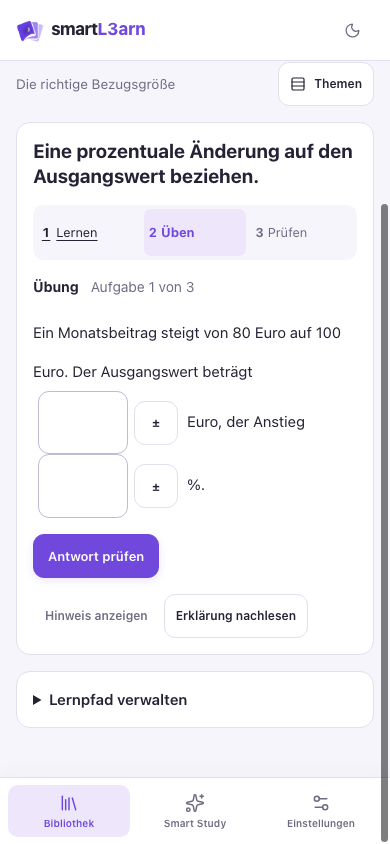 smartL3arn
Die richtige Bezugsgröße
Themen
Eine prozentuale Änderung auf den
Ausgangswert beziehen.
1 Lernen
2 Üben
3 Prüfen
Übung Aufgabe 1 von 3
Ein Monatsbeitrag steigt von 80 Euro auf 100
Euro. Der Ausgangswert beträgt
± Euro, der Anstieg
± %.
Antwort prüfen
Hinweis anzeigen
Erklärung nachlesen
Lernpfad verwalten
Bibliothek
Smart Study
Einstellungen